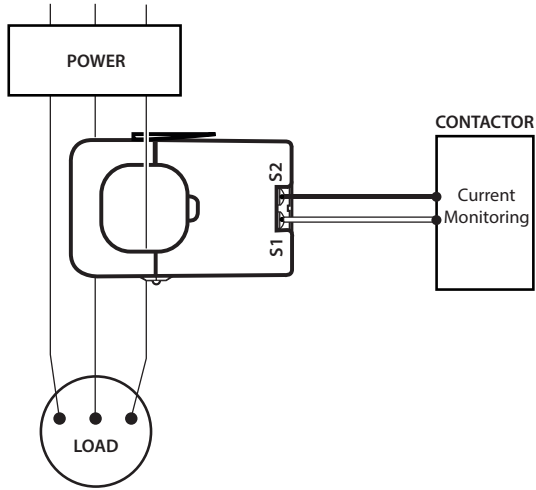 POWER
CONTACTOR
S2
Current
Monitoring
S1
LOAD